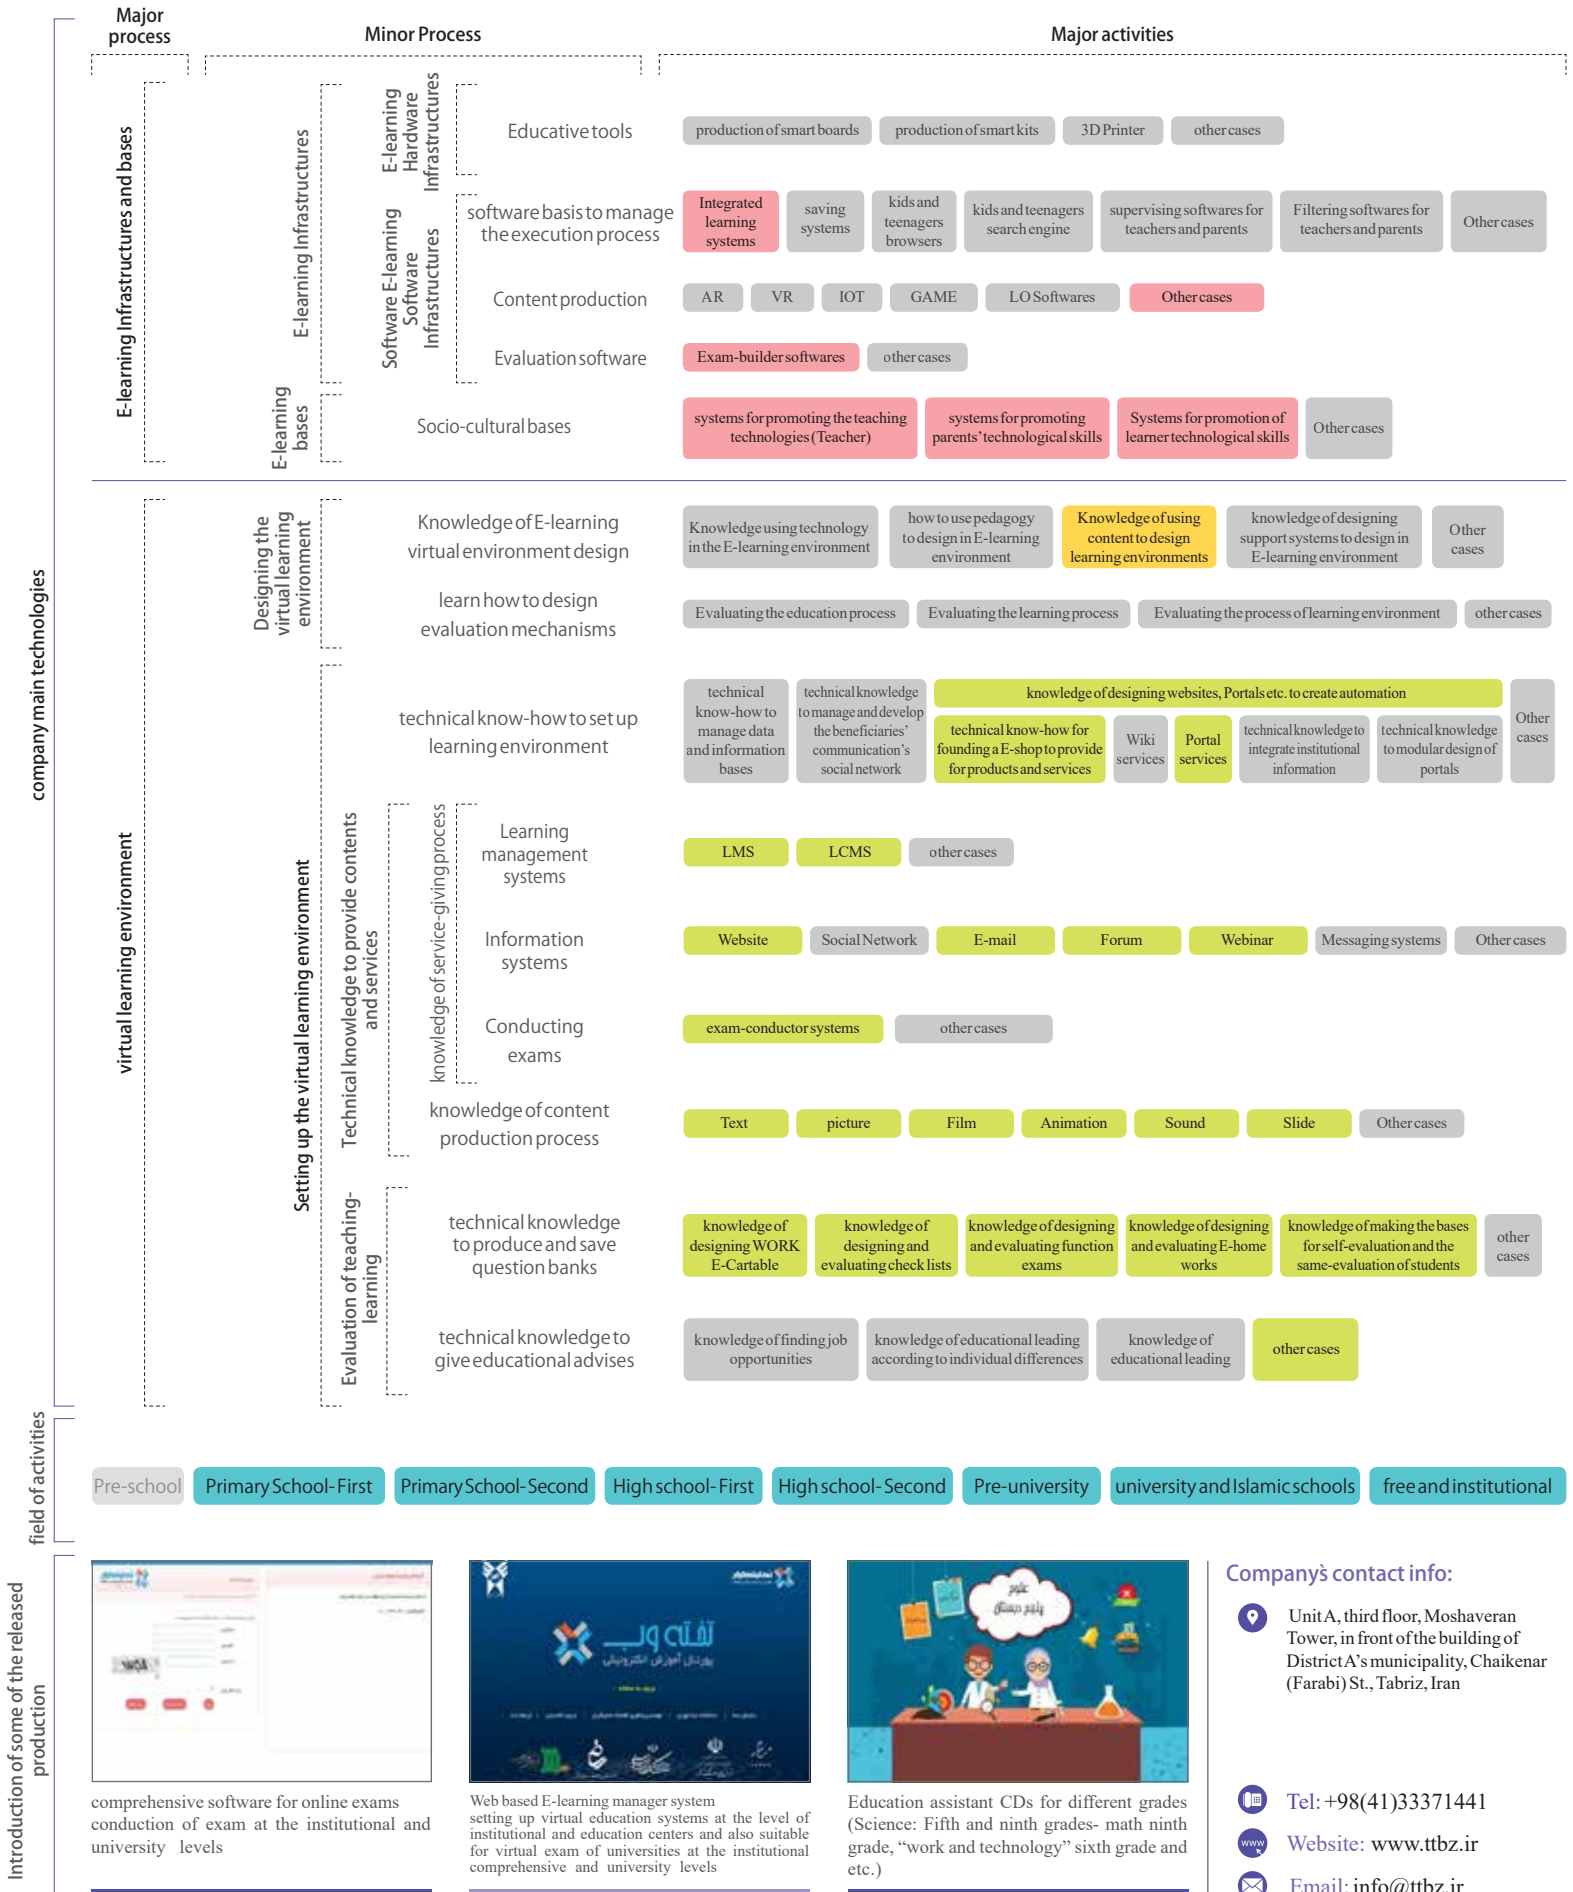 Major
process
Minor Process
Major activities
company main technologies
E-learning Infrastructures and bases
E-learning Infrastructures
E-learning
Hardware
Infrastructures
Educative tools
production of smart boards
production of smart kits
3D Printer
other cases
Software E-learning
Software
Infrastructures
software basis to manage
the execution process
Integrated
learning
systems
saving
systems
kids and
teenagers
browsers
kids and teenagers
search engine
supervising softwares for
teachers and parents
Filtering softwares for
teachers and parents
Other cases
Content production
AR
VR
IOT
GAME
LO Softwares
Other cases
Evaluation software
Exam-builder softwares
other cases
E-learning
bases
Socio-cultural bases
systems for promoting the teaching
technologies (Teacher)
systems for promoting
parents' technological skills
Systems for promotion of
learner technological skills
Other cases
virtual learning environment
Designing the
virtual learning
environment
Knowledge of E-learning
virtual environment design
Knowledge using technology
in the E-learning environment
how to use pedagogy
to design in E-learning
environment
Knowledge of using
content to design
learning environments
knowledge of designing
support systems to design in
E-learning environment
Other
cases
learn how to design
evaluation mechanisms
Evaluating the education process
Evaluating the learning process
Evaluating the process of learning environment
other cases
Setting up the virtual learning environment
technical know-how to set up
learning environment
technical
know-how to
manage data
and information
bases
technical knowledge
to manage and develop
the beneficiaries'
communication's
social network
knowledge of designing websites, Portals etc. to create automation
technical know-how for
founding a E-shop to provide
for products and services
Wiki
services
Portal
services
technical knowledge to
integrate institutional
information
technical knowledge
to modular design of
portals
Other
cases
Technical knowledge to provide contents
and services
knowledge of service-giving process
Learning
management
systems
LMS
LCMS
other cases
Information
systems
Website
Social Network
E-mail
Forum
Webinar
Messaging systems
Other cases
Conducting
exams
exam-conductor systems
other cases
knowledge of content
production process
Text
picture
Film
Animation
Sound
Slide
Other cases
Evaluation of teaching-
learning
technical knowledge
to produce and save
question banks
knowledge of
designing WORK
E-Cartable
knowledge of
designing and
evaluating check lists
knowledge of designing
and evaluating function
exams
knowledge of designing
and evaluating E-home
works
knowledge of making the bases
for self-evaluation and the
same-evaluation of students
other
cases
technical knowledge to
give educational advises
knowledge of finding job
opportunities
knowledge of educational leading
according to individual differences
knowledge of
educational leading
other cases
field of activities
Pre-school
Primary School- First
Primary School- Second
High school- First
High school- Second
Pre-university
university and Islamic schools
free and institutional
Introduction of some of the released
production
تفته وب
پورتال آموزش الکترونیکی
علوم
پنجم دبستان
comprehensive software for online exams
conduction of exam at the institutional and
university levels
Web based E-learning manager system
setting up virtual education systems at the level of
institutional and education centers and also suitable
for virtual exam of universities at the institutional
comprehensive and university levels
Education assistant CDs for different grades
(Science: Fifth and ninth grades- math ninth
grade, “work and technology” sixth grade and
etc.)
Company's contact info:
Unit A, third floor, Moshaveran
Tower, in front of the building of
District A's municipality, Chaikenar
(Farabi) St., Tabriz, Iran
Tel: +98(41)33371441
www
Website: www.ttbz.ir
Email: info@ttbz.ir